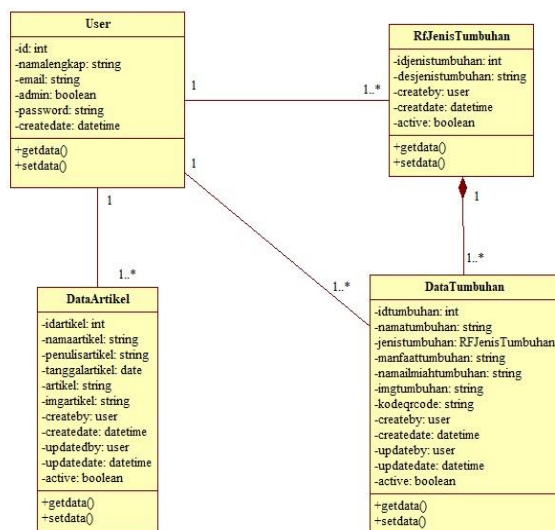 User
-id: int
-namalengkap: string
-email: string
-admin: boolean
-password: string
-createdate: datetime
+getdata()
+setdata()
1
1..*
RfJenisTumbuhan
-idjenistumbuhan: int
-desjenistumbuhan: string
-createby: user
-creatdate: datetime
-active: boolean
+getdata()
+setdata()
1
1
1
1..*
1..*
1..*
DataArtikel
-idartikel: int
-namaartikel: string
-penulisartikel: string
-tanggalartikel: date
-artikel: string
-imgartikel: string
-createby: user
-createdate: datetime
-updatedby: user
-updatedate: datetime
-active: boolean
+getdata()
+setdata()
DataTumbuhan
-idtumbuhan: int
-namatumbuhan: string
-jenistumbuhan: RFJenisTumbuhan
-manfaattumbuhan: string
-namailmiahtumbuhan: string
-imgtumbuhan: string
-kodeqrcode: string
-createby: user
-createdate: datetime
-updateby: user
-updatedate: datetime
-active: boolean
+getdata()
+setdata()